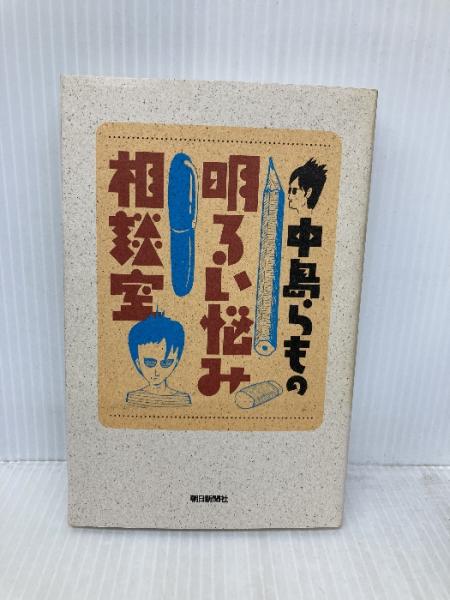 中島らもの
明るい悩み
相談室
朝日新聞社